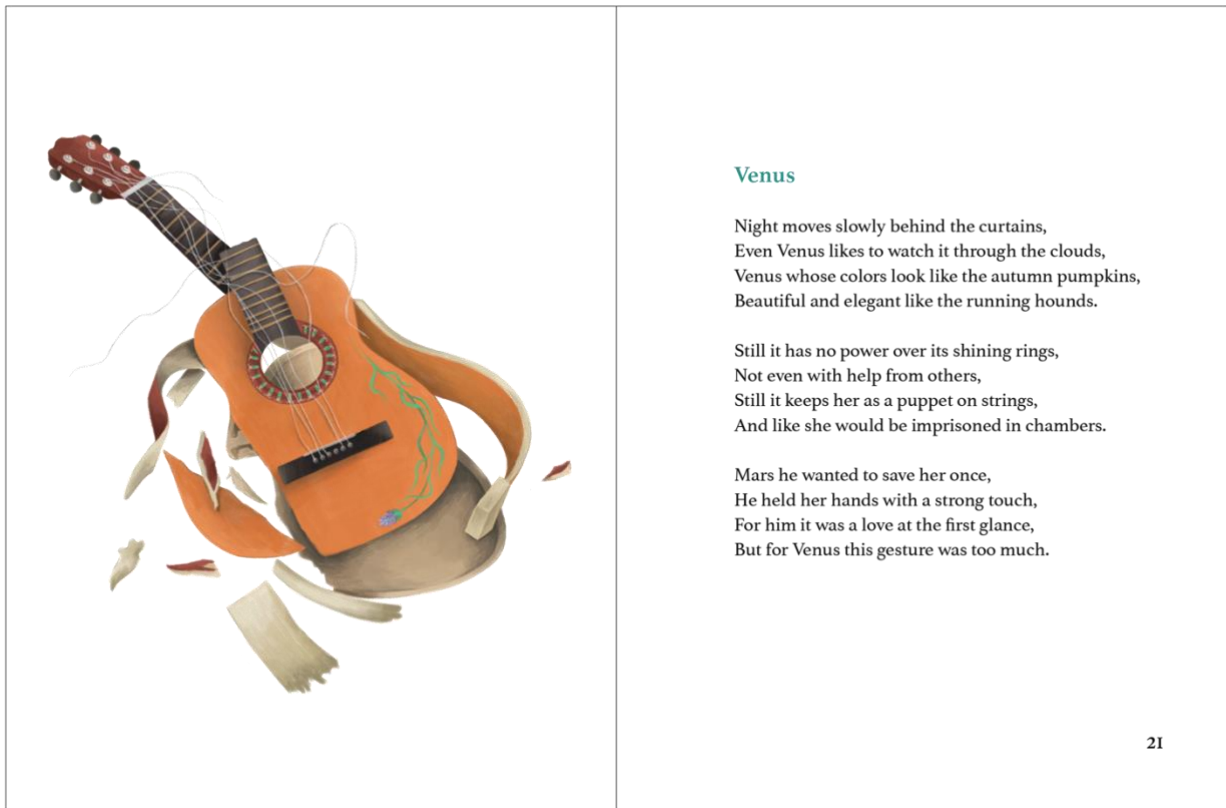 Venus
Night moves slowly behind the curtains,
Even Venus likes to watch it through the clouds,
Venus whose colors look like the autumn pumpkins,
Beautiful and elegant like the running hounds.
Still it has no power over its shining rings,
Not even with help from others,
Still it keeps her as a puppet on strings,
And like she would be imprisoned in chambers.
Mars he wanted to save her once,
He held her hands with a strong touch,
For him it was a love at the first glance,
But for Venus this gesture was too much.
21